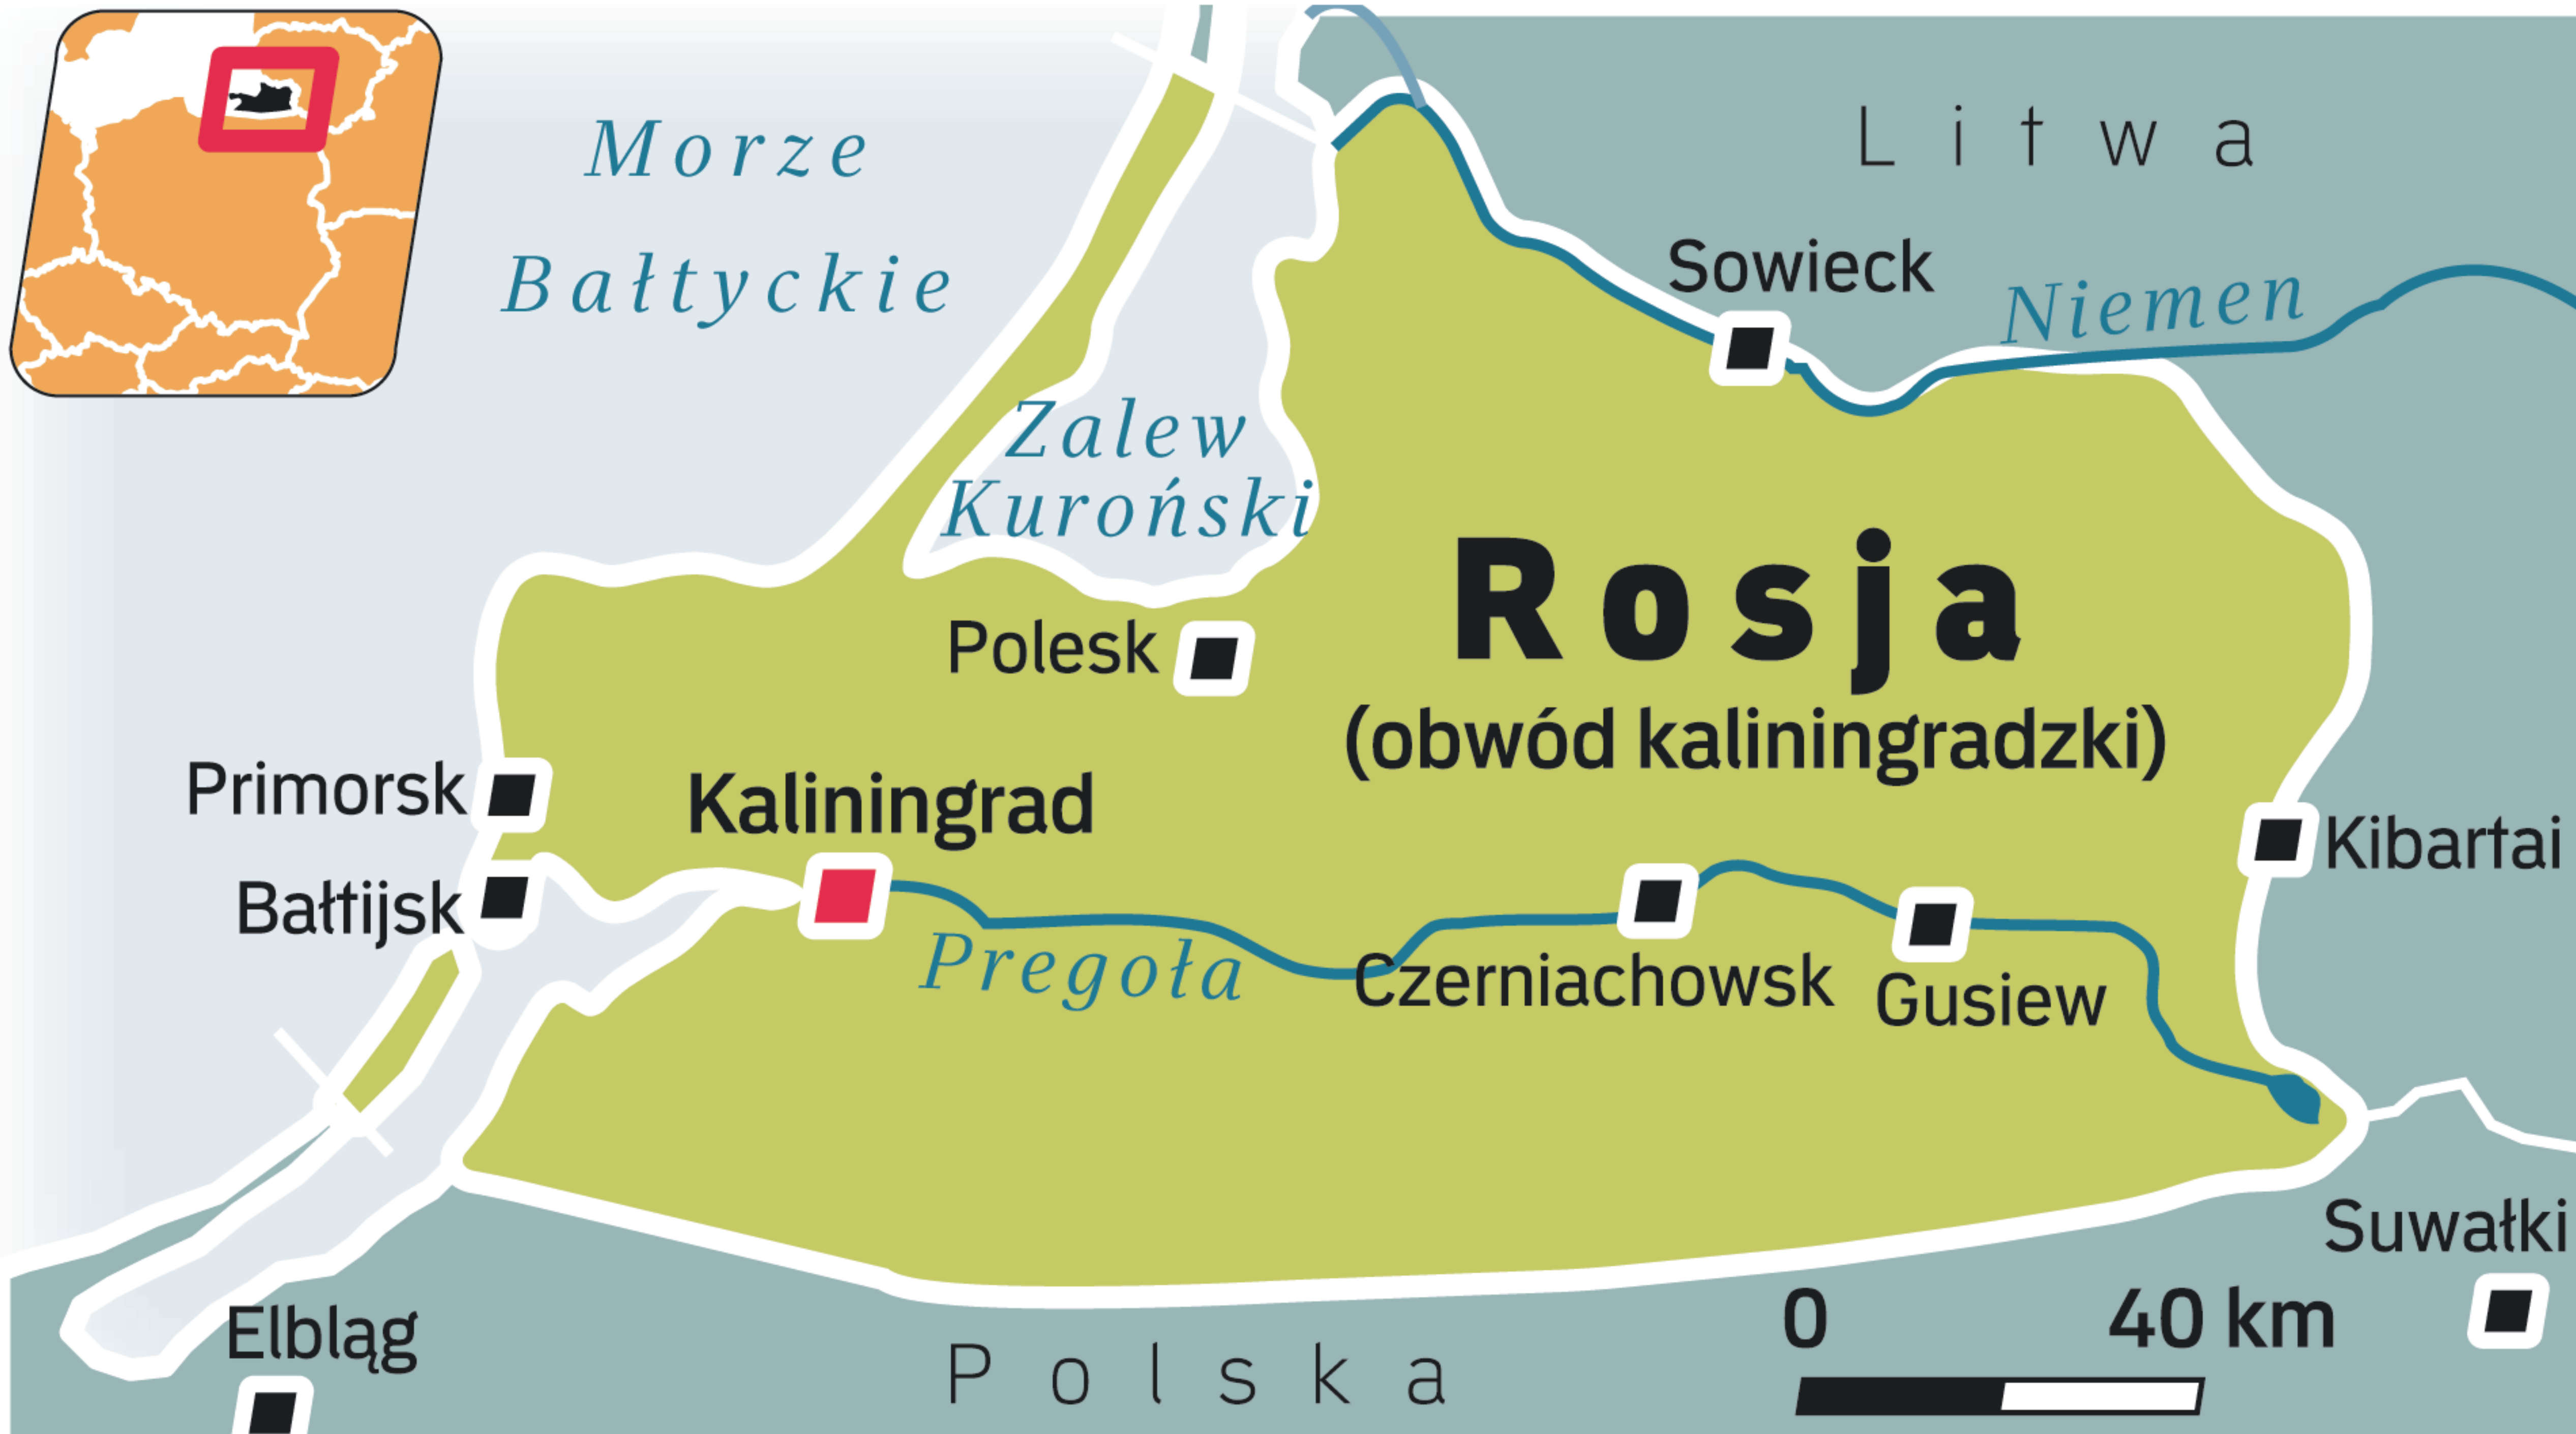 Morze
Bałtyckie
Litwa
Sowieck
Niemen
Zalew
Kuroński
Rosja
(obwód kaliningradzki)
Polesk
Primorsk
Kaliningrad
Kibartai
Bałtijsk
Pregoła
Czerniachowsk
Gusiew
Suwałki
Elbląg
Polska
0 40 km